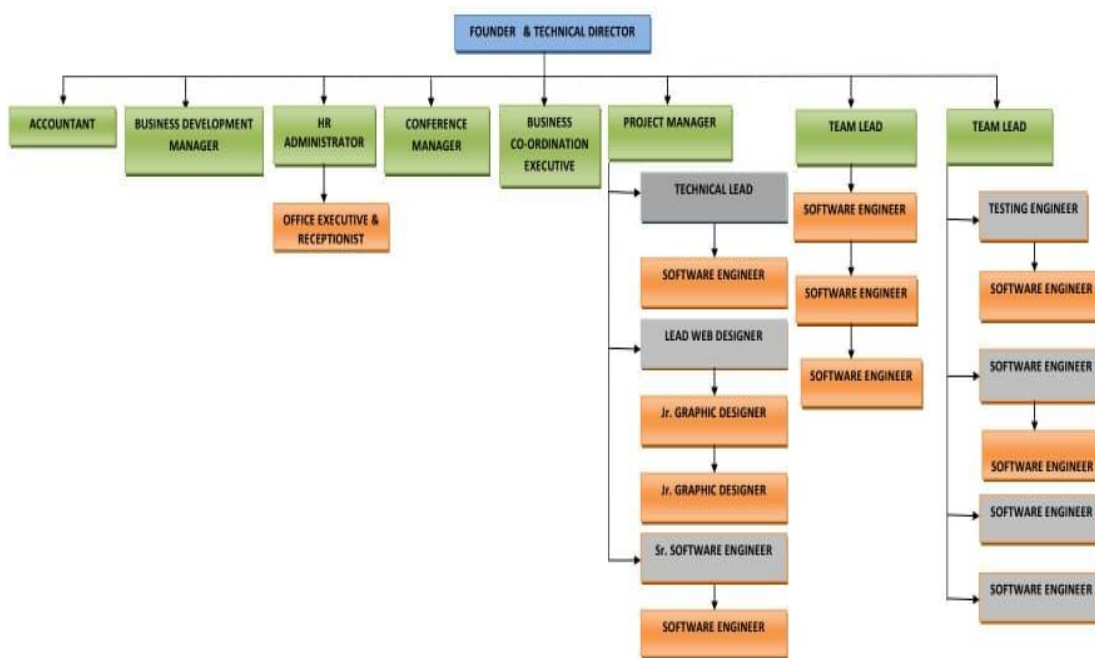 FOUNDER & TECHNICAL DIRECTOR
ACCOUNTANT
BUSINESS DEVELOPMENT
MANAGER
HR
ADMINISTRATOR
CONFERENCE
MANAGER
BUSINESS
CO-ORDINATION
EXECUTIVE
PROJECT MANAGER
TEAM LEAD
TEAM LEAD
OFFICE EXECUTIVE &
RECEPTIONIST
TECHNICAL LEAD
SOFTWARE ENGINEER
LEAD WEB DESIGNER
Jr. GRAPHIC DESIGNER
Jr. GRAPHIC DESIGNER
Sr. SOFTWARE ENGINEER
SOFTWARE ENGINEER
SOFTWARE ENGINEER
SOFTWARE ENGINEER
SOFTWARE ENGINEER
TESTING ENGINEER
SOFTWARE ENGINEER
SOFTWARE ENGINEER
SOFTWARE ENGINEER
SOFTWARE ENGINEER
SOFTWARE ENGINEER